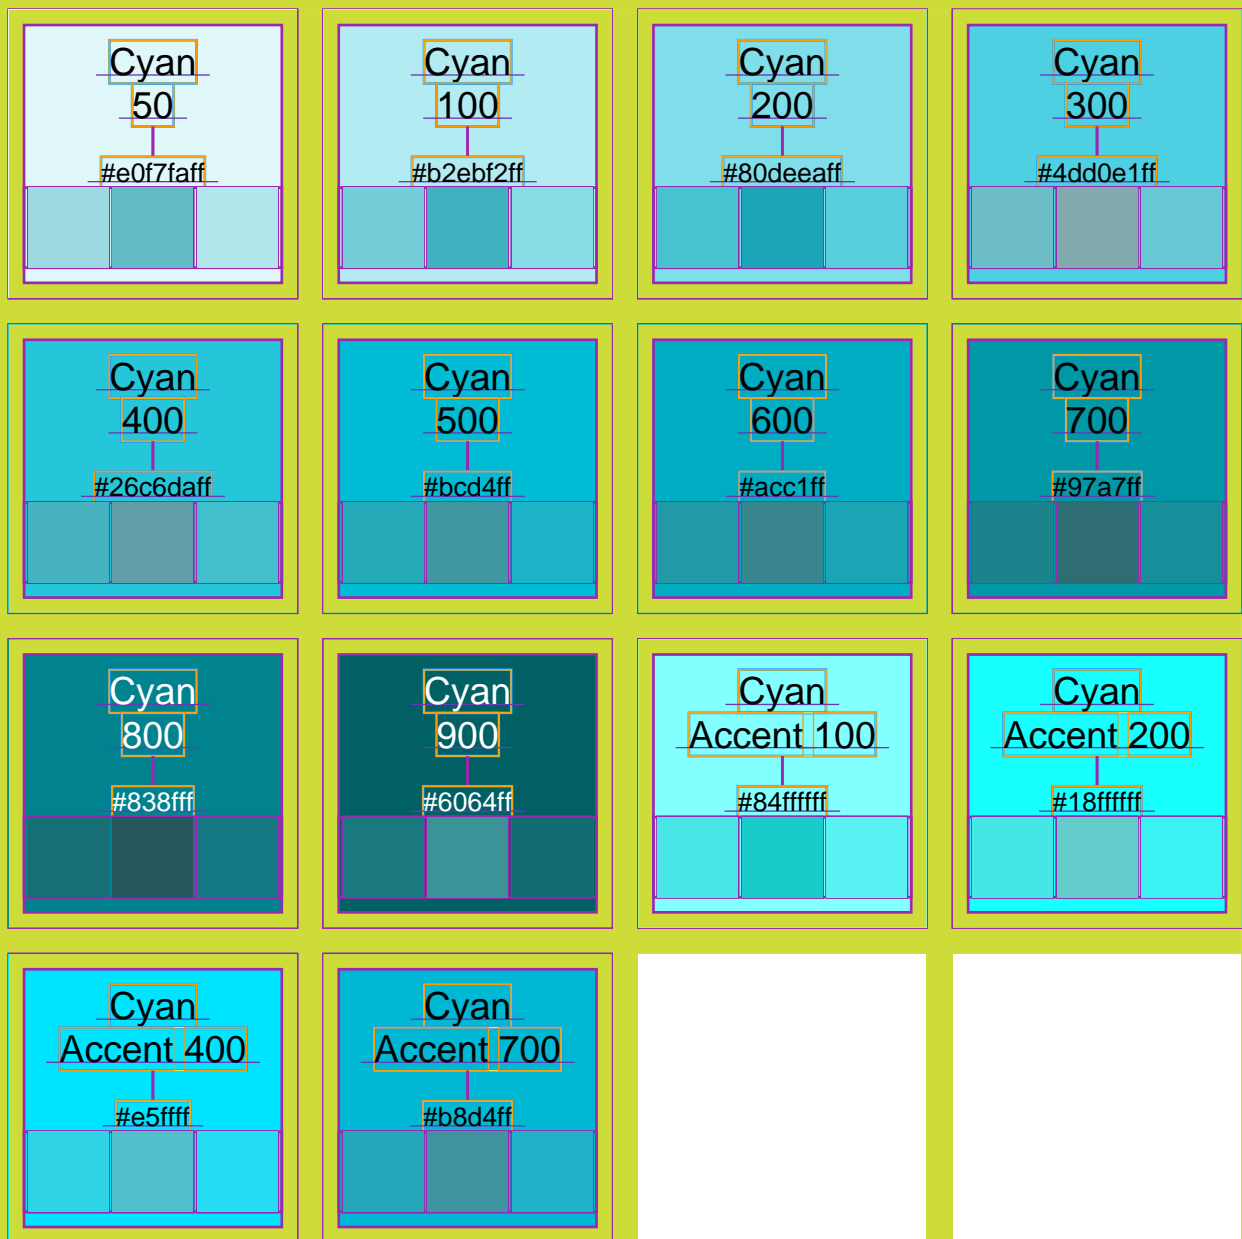 Cyan
50
#e0f7faff
Cyan
100
#b2ebf2ff
Cyan
200
#80deeaff
Cyan
300
#4dd0e1ff
Cyan
400
#26c6daff
Cyan
500
#bcd4ff
Cyan
600
#acc1ff
Cyan
700
#97a7ff
Cyan
800
#838fff
Cyan
900
#6064ff
Cyan
Accent 100
#84ffffff
Cyan
Accent 200
#18ffffff
Cyan
Accent 400
#e5ffff
Cyan
Accent 700
#b8d4ff